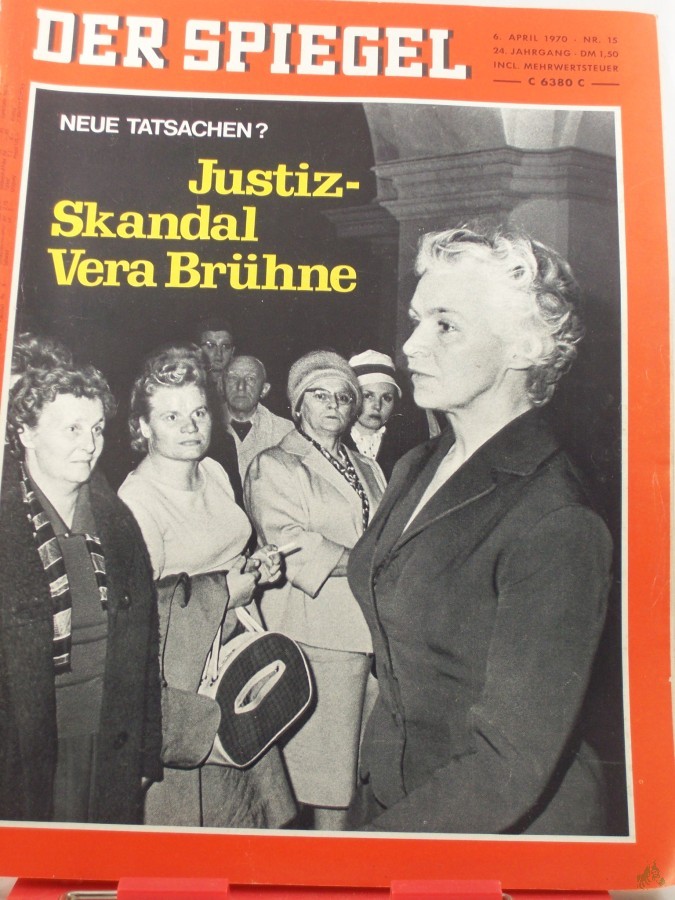 DER SPIEGEL
6. APRIL 1970 · NR. 15
24. JAHRGANG · DM 1,50
INCL. MEHRWERTSTEUER
C 6380 C
NEUE TATSACHEN?
Justiz-
Skandal
Vera Brühne